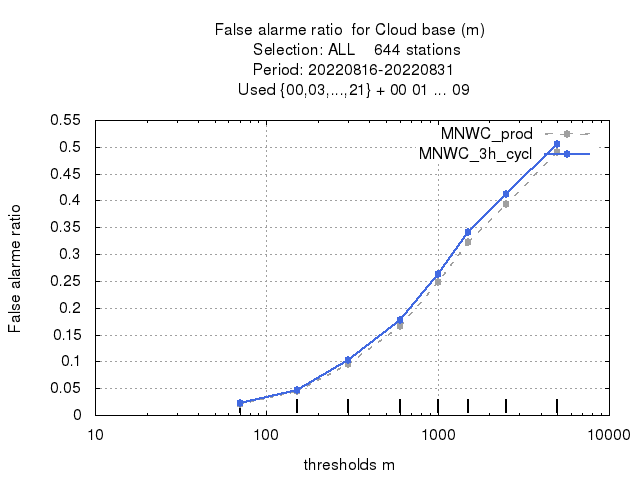 False alarme ratio  for Cloud base (m)
Selection: ALL    644 stations
Period: 20220816-20220831
Used {00,03,...,21} + 00 01 ... 09
MNWC_prod
MNWC_3h_cycl
False alarme ratio
0.55
0.5
0.45
0.4
0.35
0.3
0.25
0.2
0.15
0.1
0.05
0
10 100 1000 10000
thresholds m